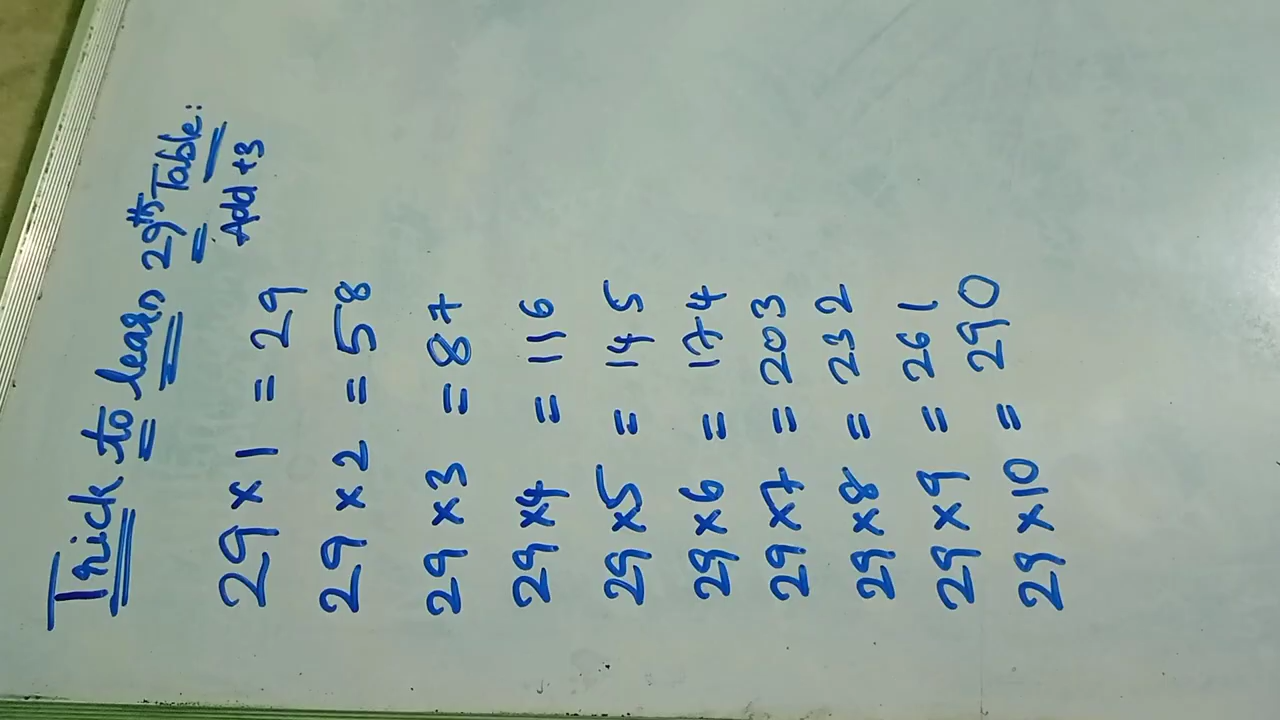 Trick to learn 29th Table:
Add +3
29 x 1 = 29
29 x 2 = 58
29 x 3 = 87
29 x 4 = 116
29 x 5 = 145
29 x 6 = 174
29 x 7 = 203
29 x 8 = 232
29 x 9 = 261
29 x 10 = 290